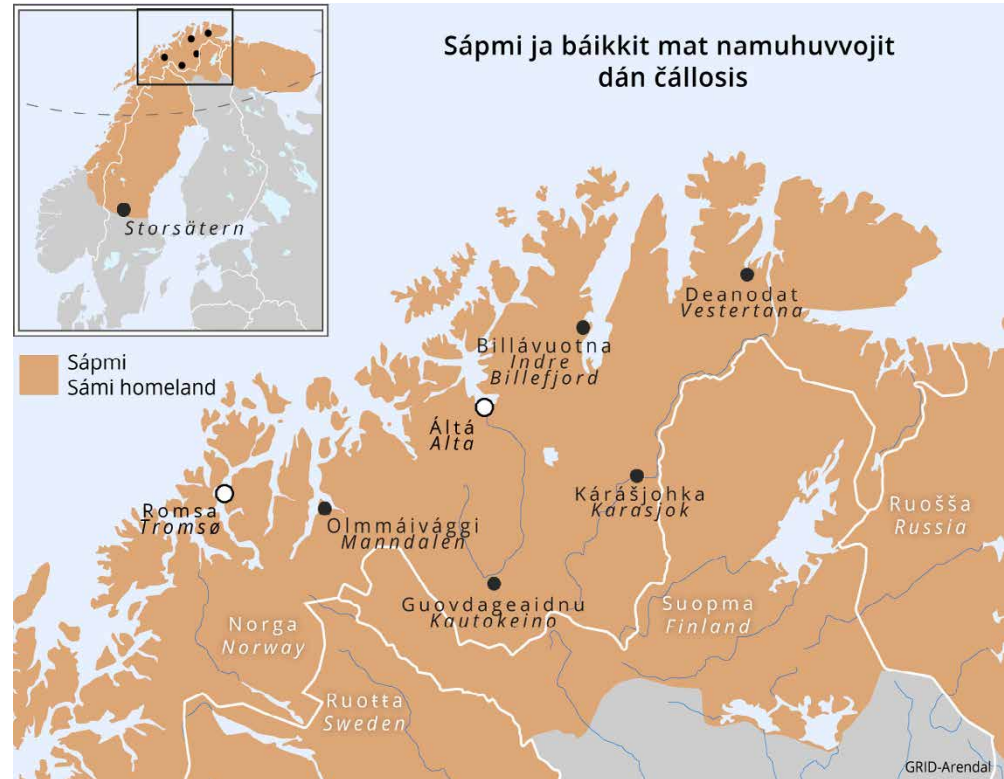 Sápmi ja báikkit mat namuhuvvojit
dán čállosis
Storsätern
Sápmi
Sámi homeland
Deanodat
Vestertana
Billávuotna
Indre
Billefjord
Áltá
Alta
Kárášjohka
Karasjok
Ruošša
Russia
Romsa
Tromsø
Olmmáivággi
Manndalen
Guovdageaidnu
Kautokeino
Suopma
Finland
Norga
Norway
Ruoŧŧa
Sweden
GRID-Arendal